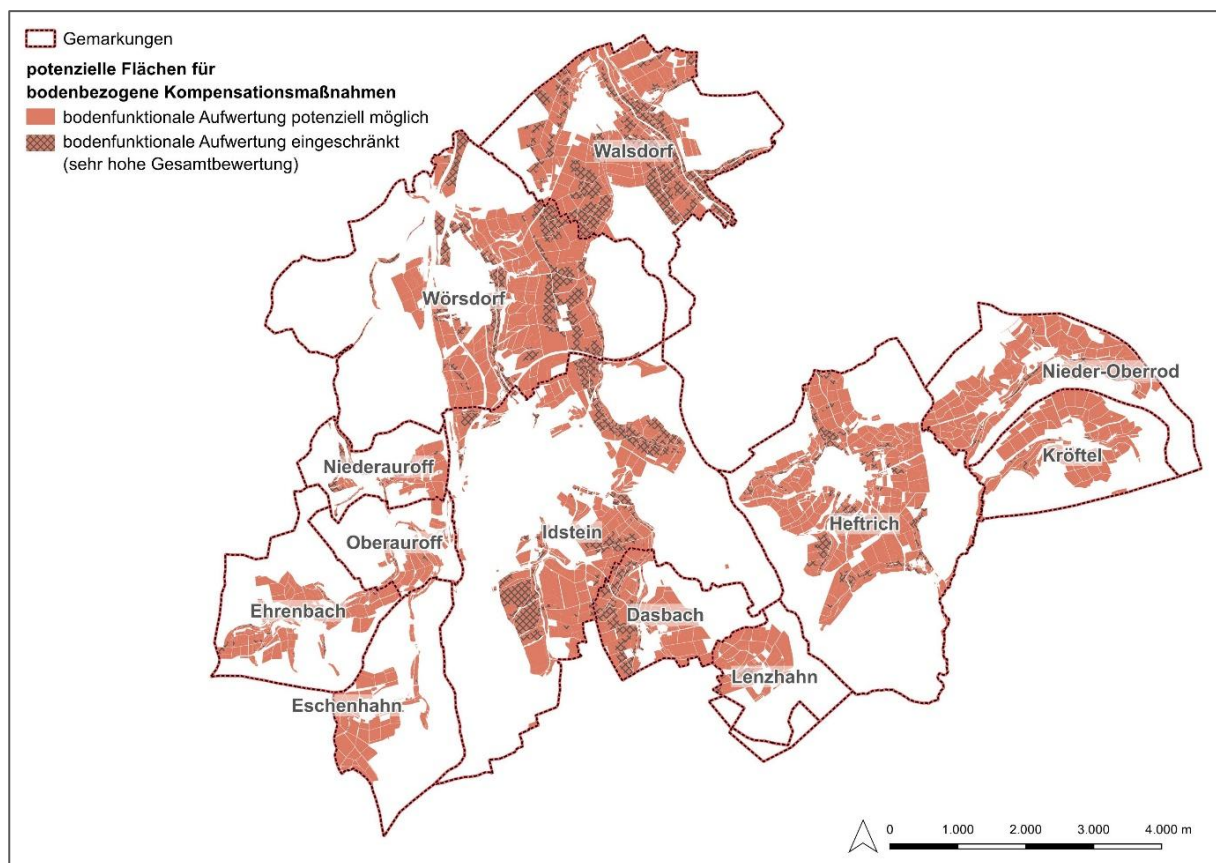 Gemarkungen
potenzielle Flächen für
bodenbezogene Kompensationsmaßnahmen
bodenfunktionale Aufwertung potenziell möglich
bodenfunktionale Aufwertung eingeschränkt
(sehr hohe Gesamtbewertung)
Walsdorf
Wörsdorf
Nieder-Oberrod
Kröftel
Niederauroff
Heftrich
Idstein
Oberauroff
Ehrenbach
Dasbach
Lenzhahn
Eschenhahn
0 1.000 2.000 3.000 4.000 m